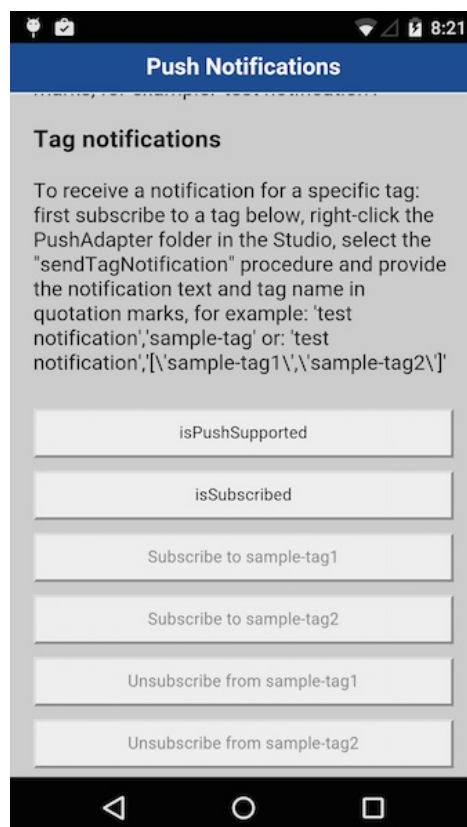 8:21
Push Notifications
Tag notifications
To receive a notification for a specific tag:
first subscribe to a tag below, right-click the
PushAdapter folder in the Studio, select the
"sendTagNotification" procedure and provide
the notification text and tag name in
quotation marks, for example: 'test
notification','sample-tag' or: 'test
notification','[\'sample-tag1\',\'sample-tag2\']'
isPushSupported
isSubscribed
Subscribe to sample-tag1
Subscribe to sample-tag2
Unsubscribe from sample-tag1
Unsubscribe from sample-tag2